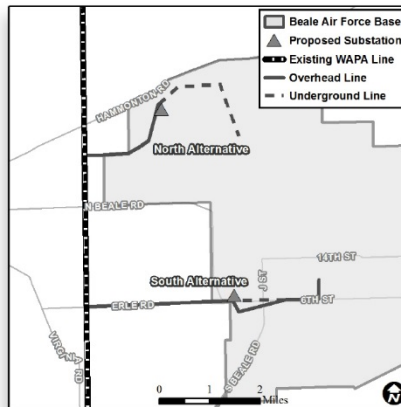 Beale Air Force Base
Proposed Substation
Existing WAPA Line
Overhead Line
Underground Line
HAMMONTON RD
North Alternative
N BEALE RD
14TH ST
South Alternative
J ST
ERLE RD
6TH ST
VIRGINIA RD
S BEALE RD
0 1 2
Miles
N